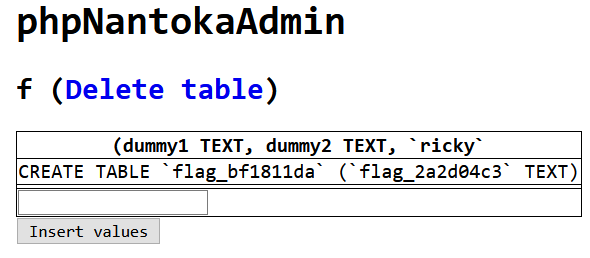 phpNantokaAdmin
f (Delete table)
(dummy1 TEXT, dummy2 TEXT, `ricky`
CREATE TABLE `flag_bf1811da` (`flag_2a2d04c3` TEXT)
Insert values